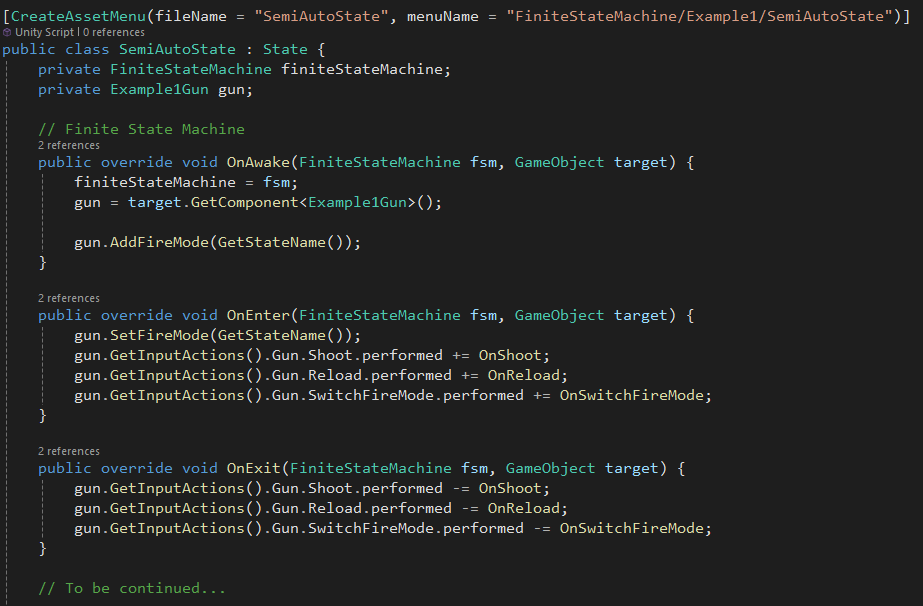 [CreateAssetMenu(fileName = "SemiAutoState", menuName = "FiniteStateMachine/Example1/SemiAutoState")]
Unity Script | 0 references
public class SemiAutoState : State {
    private FiniteStateMachine finiteStateMachine;
    private Example1Gun gun;

    // Finite State Machine
    2 references
    public override void OnAwake(FiniteStateMachine fsm, GameObject target) {
        finiteStateMachine = fsm;
        gun = target.GetComponent<Example1Gun>();

        gun.AddFireMode(GetStateName());
    }

    2 references
    public override void OnEnter(FiniteStateMachine fsm, GameObject target) {
        gun.SetFireMode(GetStateName());
        gun.GetInputActions().Gun.Shoot.performed += OnShoot;
        gun.GetInputActions().Gun.Reload.performed += OnReload;
        gun.GetInputActions().Gun.SwitchFireMode.performed += OnSwitchFireMode;
    }

    2 references
    public override void OnExit(FiniteStateMachine fsm, GameObject target) {
        gun.GetInputActions().Gun.Shoot.performed -= OnShoot;
        gun.GetInputActions().Gun.Reload.performed -= OnReload;
        gun.GetInputActions().Gun.SwitchFireMode.performed -= OnSwitchFireMode;
    }

    // To be continued...